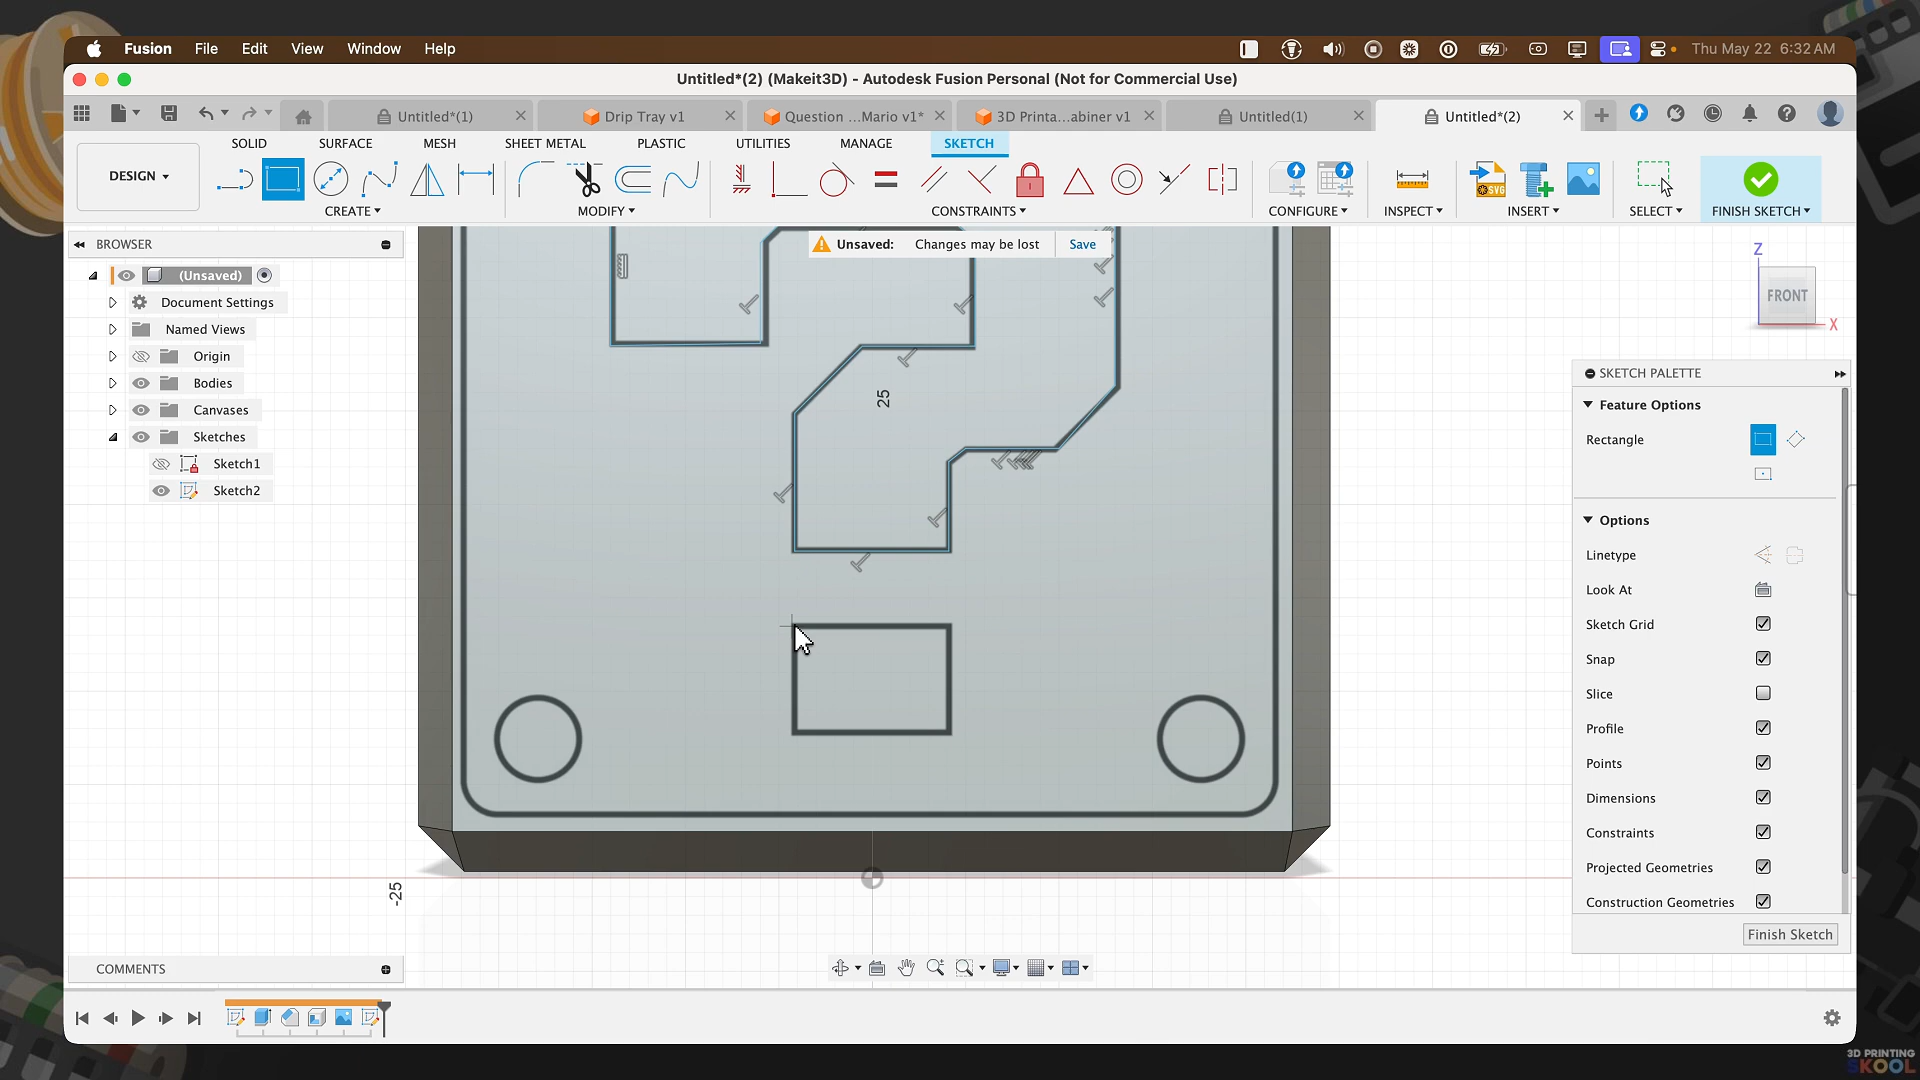 Fusion File Edit View Window Help Thu May 22 6:32 AM
Untitled*(2) (Makeit3D) - Autodesk Fusion Personal (Not for Commercial Use)
Untitled*(1) Drip Tray v1 Question ...Mario v1* 3D Printa...abiner v1 Untitled(1) Untitled*(2)
SOLID SURFACE MESH SHEET METAL PLASTIC UTILITIES MANAGE SKETCH
DESIGN
SVG
CREATE MODIFY CONSTRAINTS CONFIGURE INSPECT INSERT SELECT FINISH SKETCH
BROWSER
Unsaved: Changes may be lost Save
(Unsaved)
Document Settings
Named Views
Origin
Bodies
Canvases
Sketches
Sketch1
Sketch2
Z
FRONT
X
25
-25
SKETCH PALETTE
Feature Options
Rectangle
Options
Linetype
Look At
Sketch Grid
Snap
Slice
Profile
Points
Dimensions
Constraints
Projected Geometries
Construction Geometries
Finish Sketch
COMMENTS
3D PRINTING
SKOOL